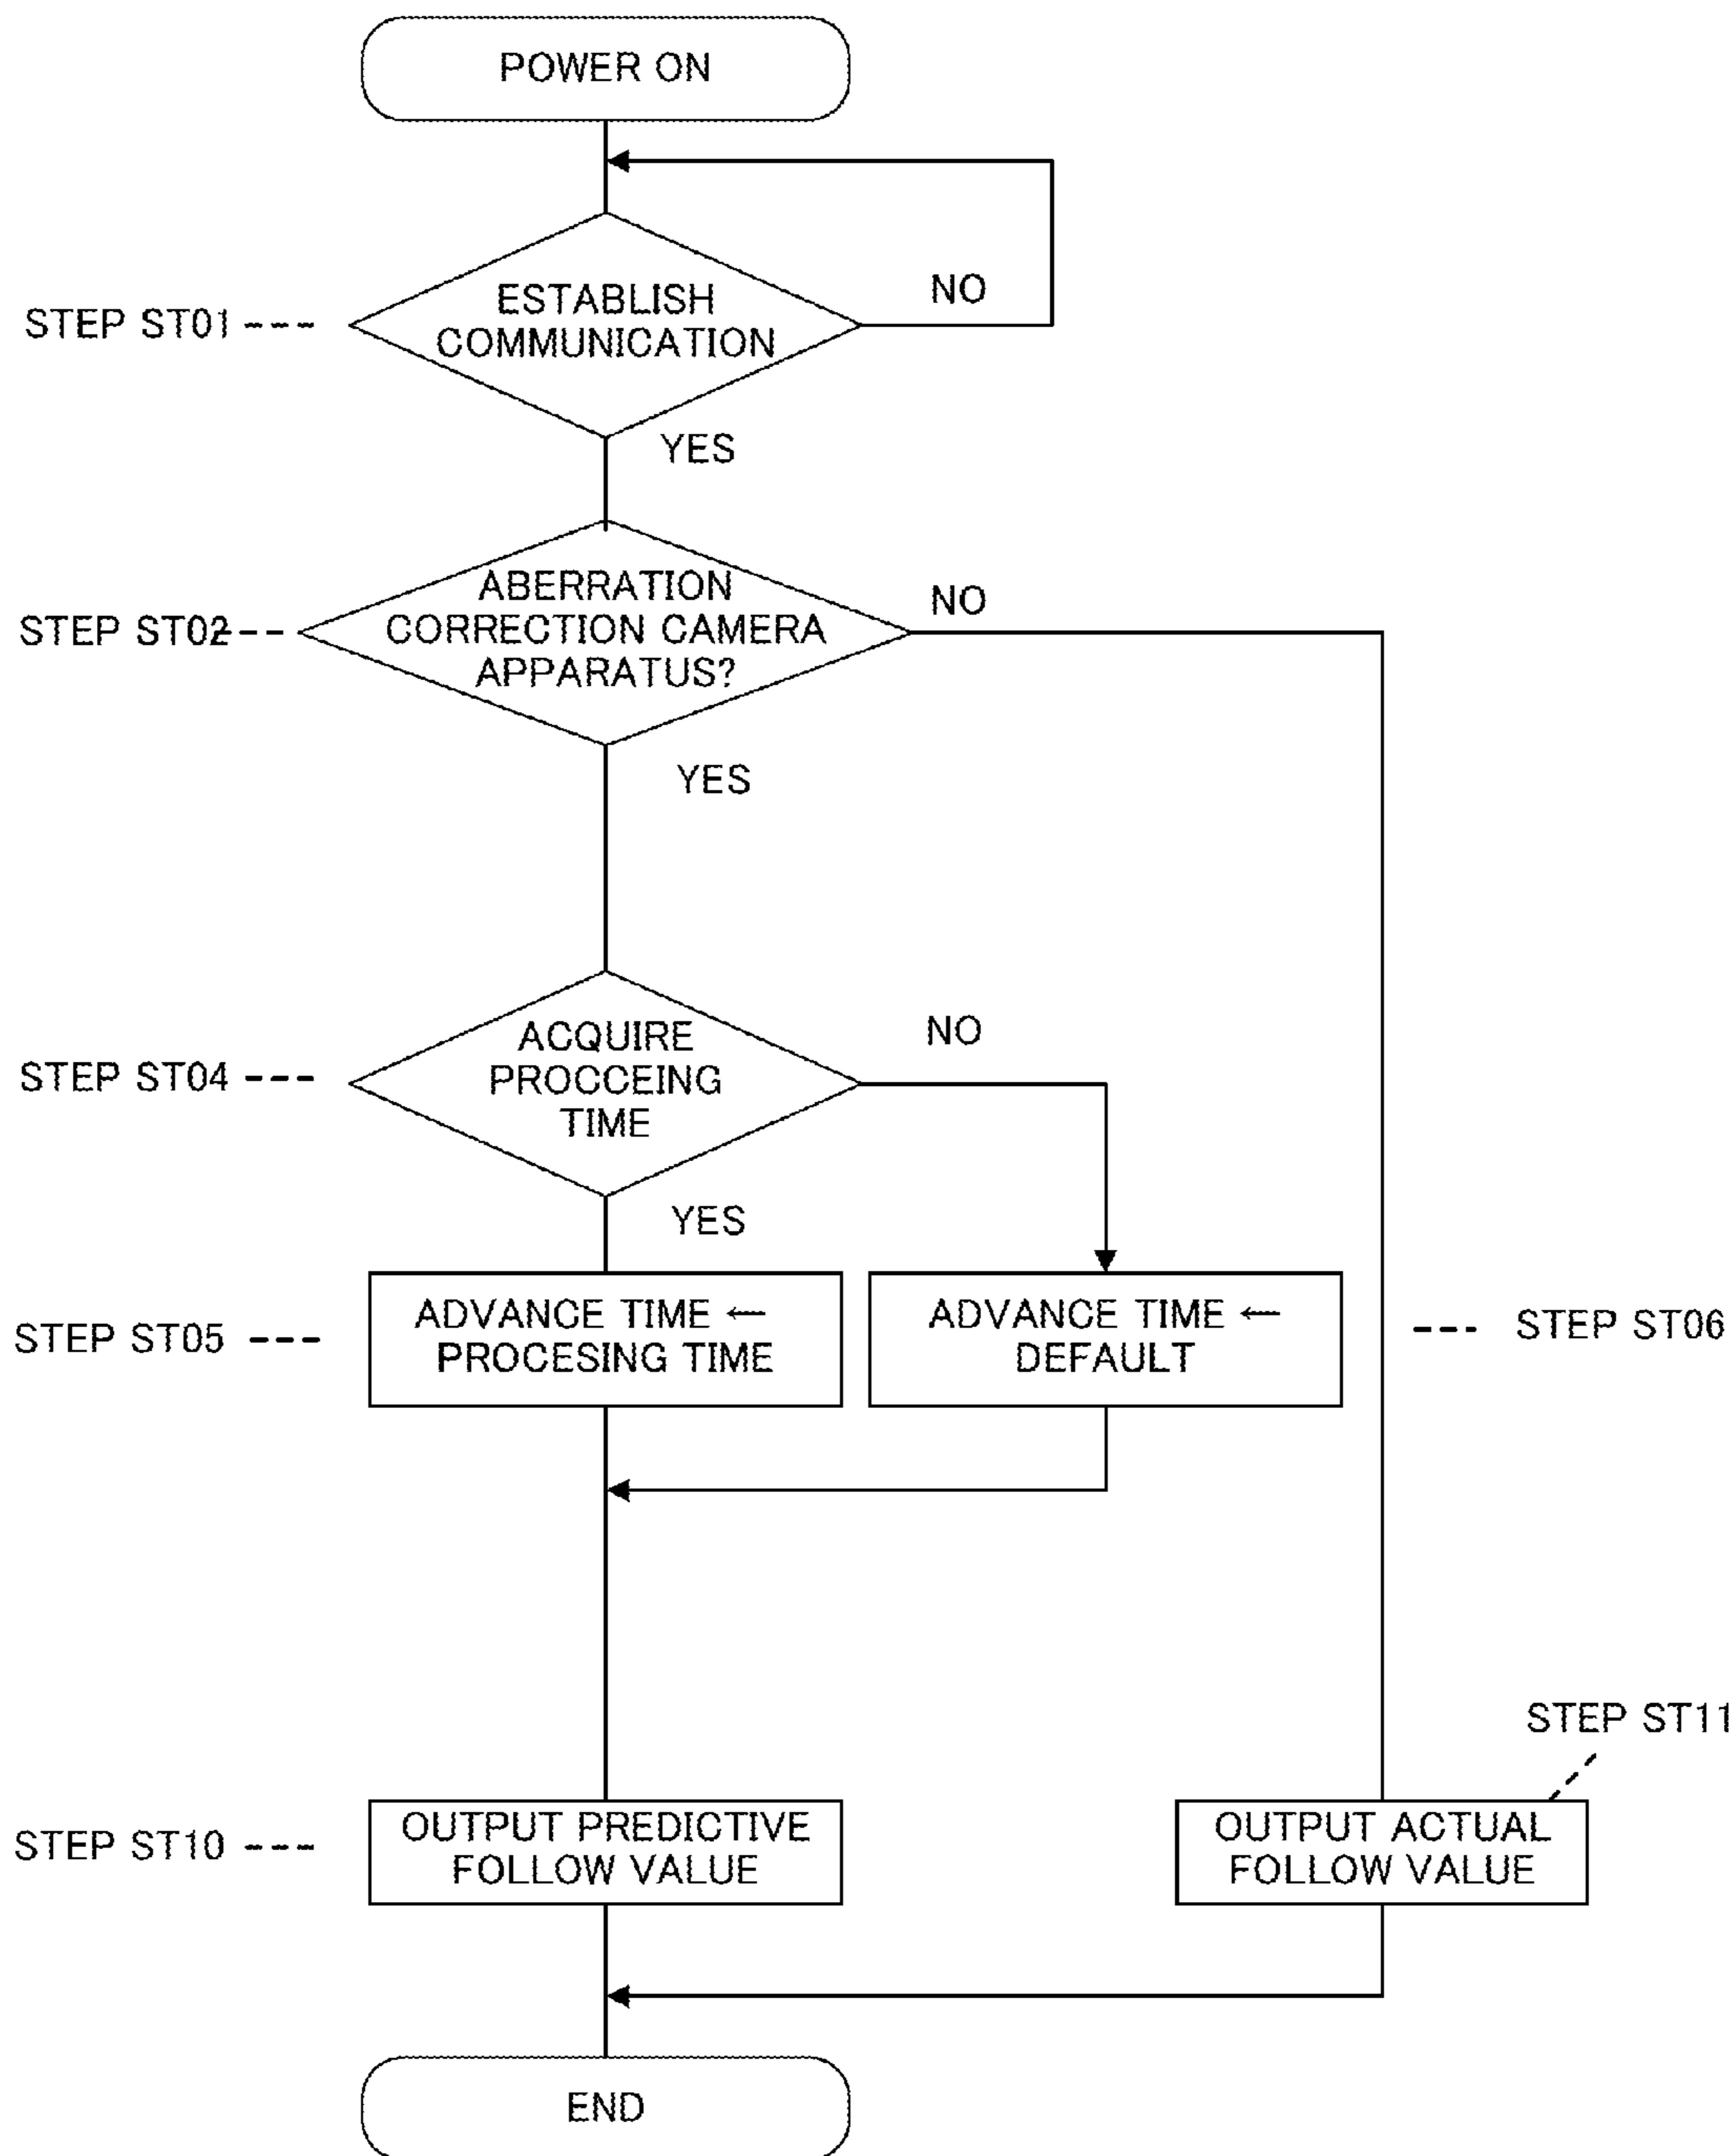 POWER ON
NO
STEP ST01 ---
ESTABLISH
COMMUNICATION
YES
STEP ST02 ---
ABERRATION
CORRECTION CAMERA
APPARATUS?
NO
YES
STEP ST04 ---
ACQUIRE
PROCCEING
TIME
NO
YES
STEP ST05 ---
ADVANCE TIME ←
PROCESING TIME
ADVANCE TIME ←
DEFAULT
--- STEP ST06
STEP ST11
STEP ST10 ---
OUTPUT PREDICTIVE
FOLLOW VALUE
OUTPUT ACTUAL
FOLLOW VALUE
END